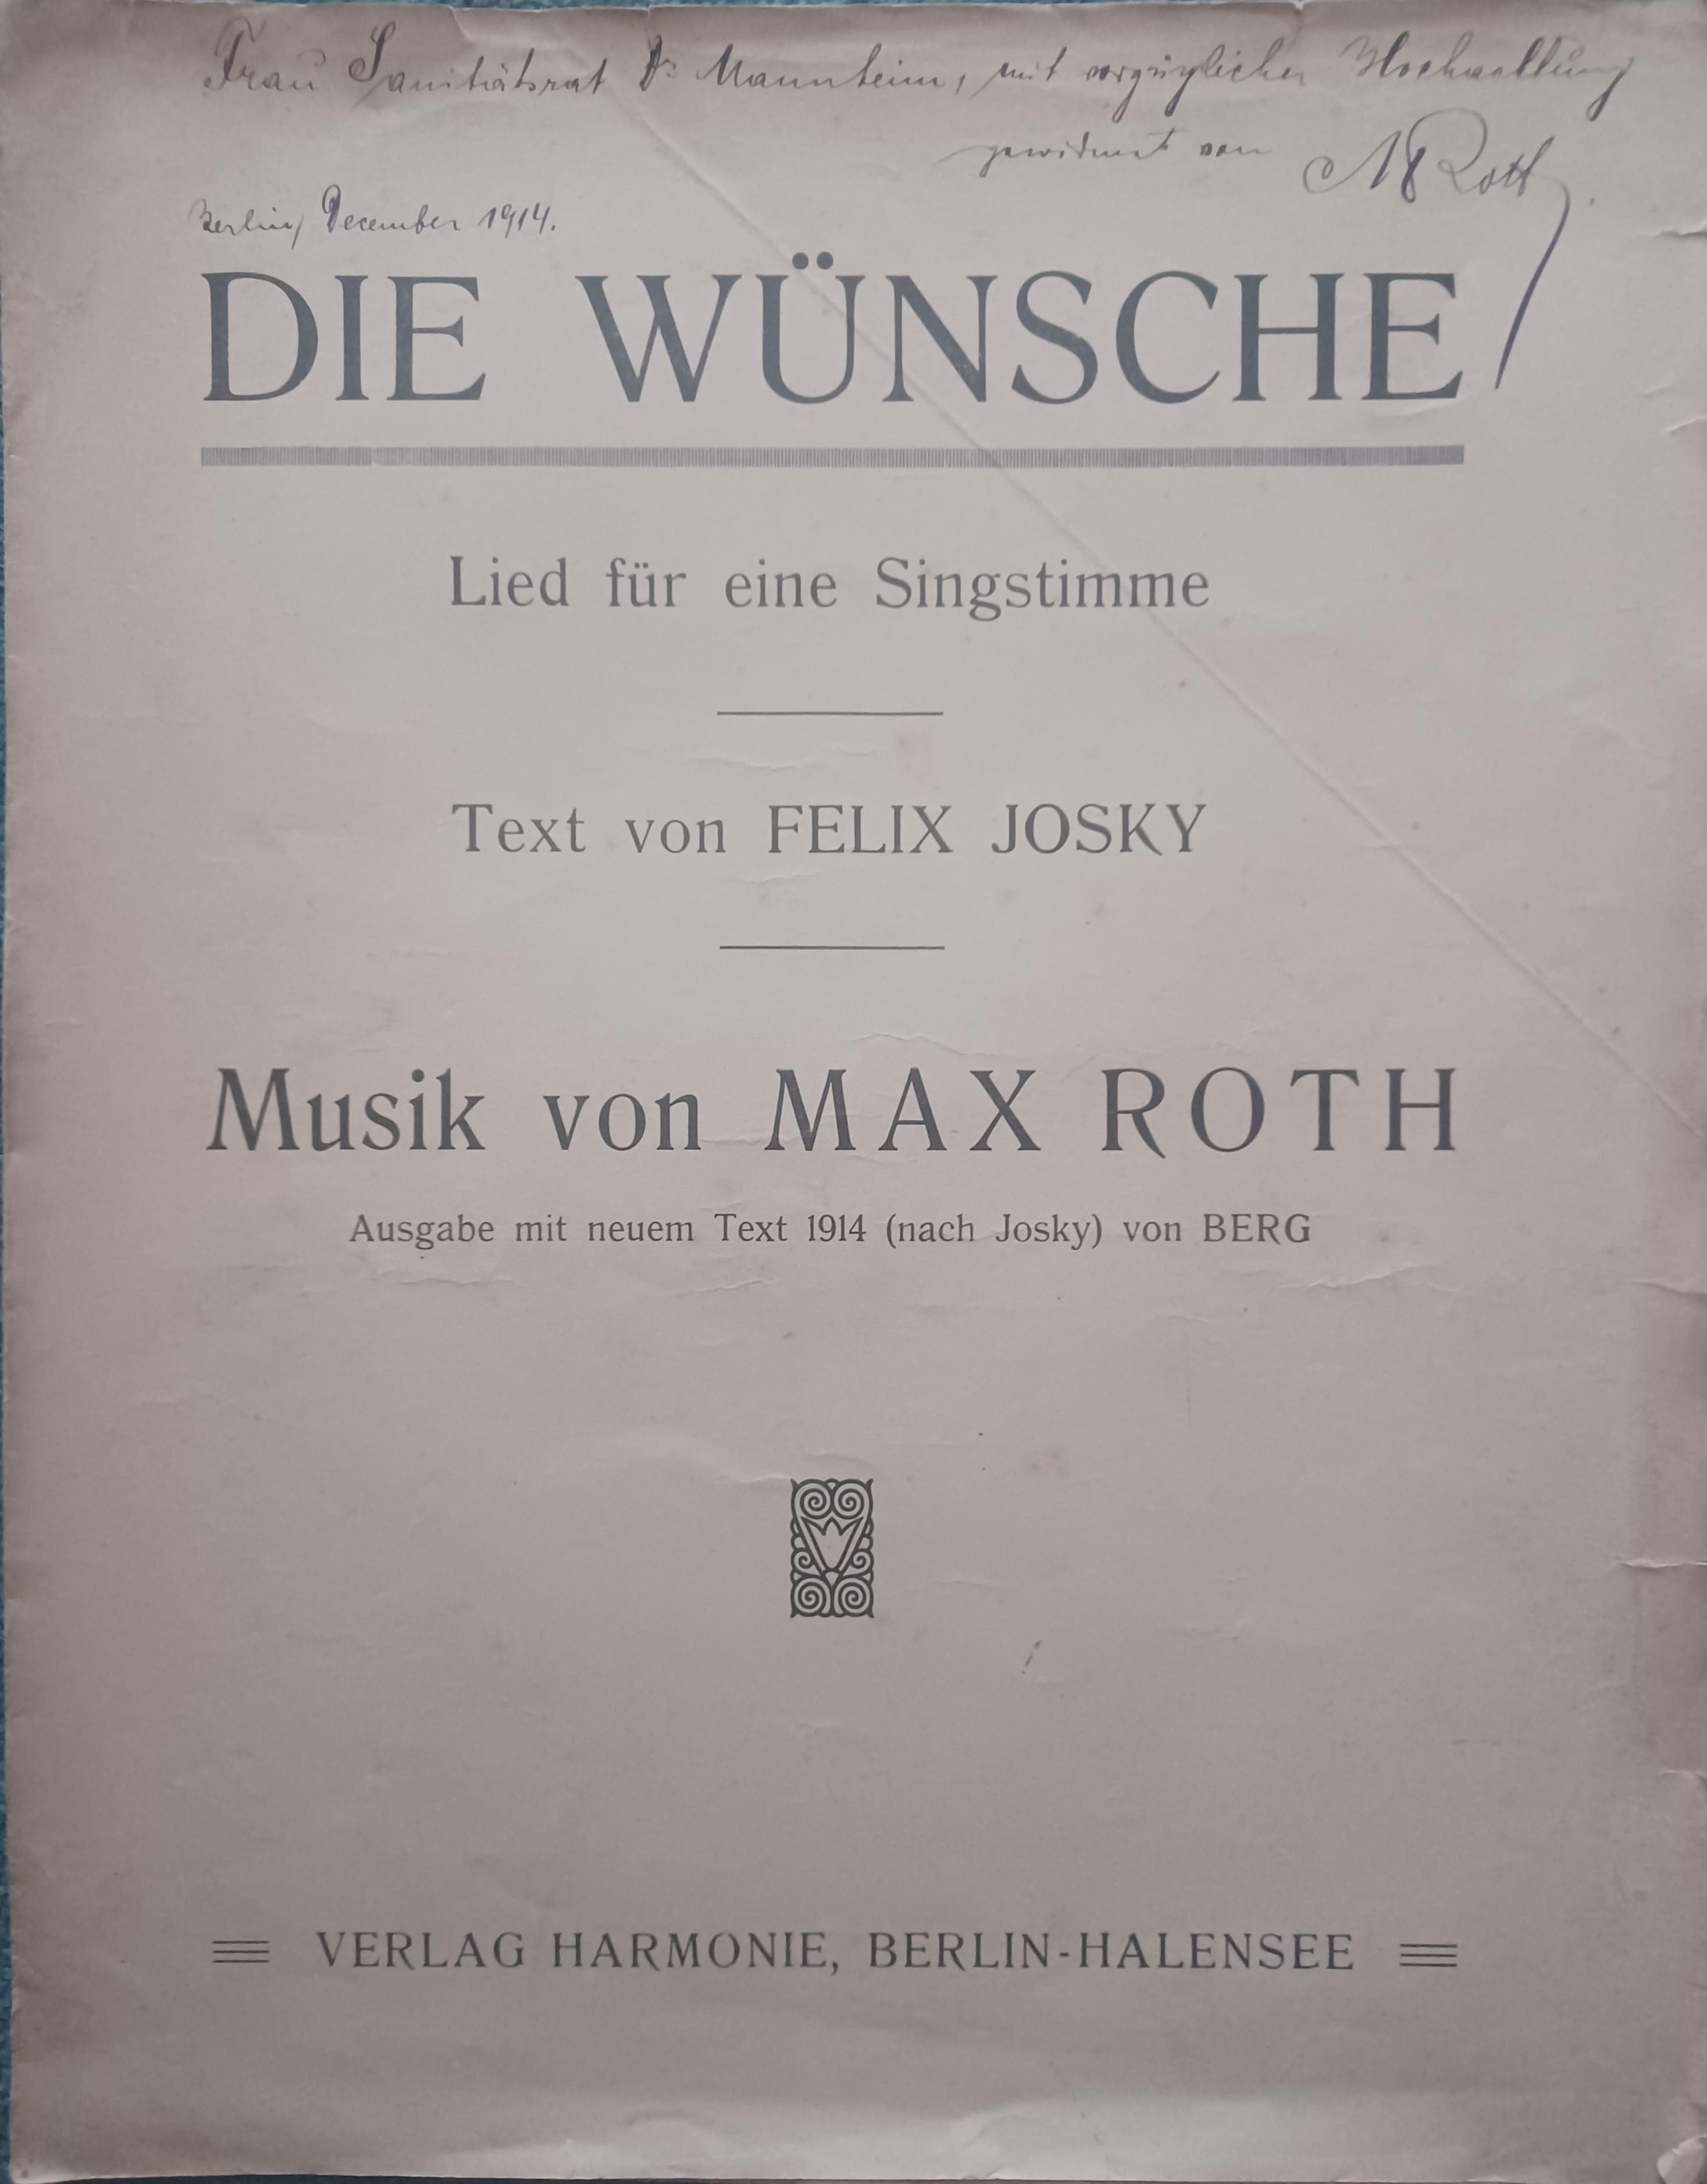 Frau Sanitätsrat Dr Mannheim, mit vorzüglicher Hochachtung
gewidmet von M Roth.
Berlin, December 1914.
DIE WÜNSCHE
Lied für eine Singstimme
Text von FELIX JOSKY
Musik von MAX ROTH
Ausgabe mit neuem Text 1914 (nach Josky) von BERG
VERLAG HARMONIE, BERLIN-HALENSEE